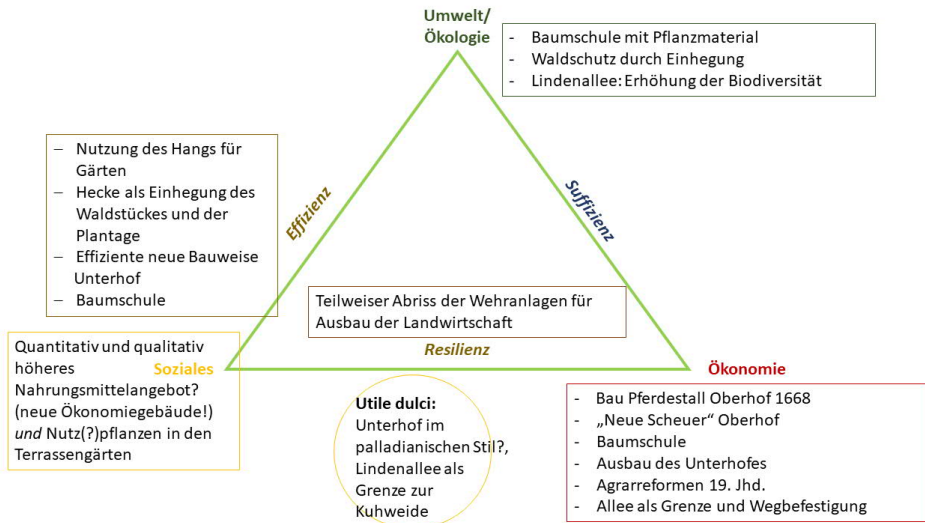 Umwelt/
Ökologie
- Baumschule mit Pflanzmaterial
- Waldschutz durch Einhegung
- Lindenallee: Erhöhung der Biodiversität
– Nutzung des Hangs für
Gärten
– Hecke als Einhegung des
Waldstückes und der
Plantage
– Effiziente neue Bauweise
Unterhof
– Baumschule
Effizienz
Suffizienz
Teilweiser Abriss der Wehranlagen für
Ausbau der Landwirtschaft
Resilienz
Quantitativ und qualitativ
höheres
Nahrungsmittelangebot?
(neue Ökonomiegebäude!)
und Nutz(?)pflanzen in den
Terrassengärten
Soziales
Utile dulci:
Unterhof im
palladianischen Stil?,
Lindenallee als
Grenze zur
Kuhweide
Ökonomie
- Bau Pferdestall Oberhof 1668
- „Neue Scheuer“ Oberhof
- Baumschule
- Ausbau des Unterhofes
- Agrarreformen 19. Jhd.
- Allee als Grenze und Wegbefestigung